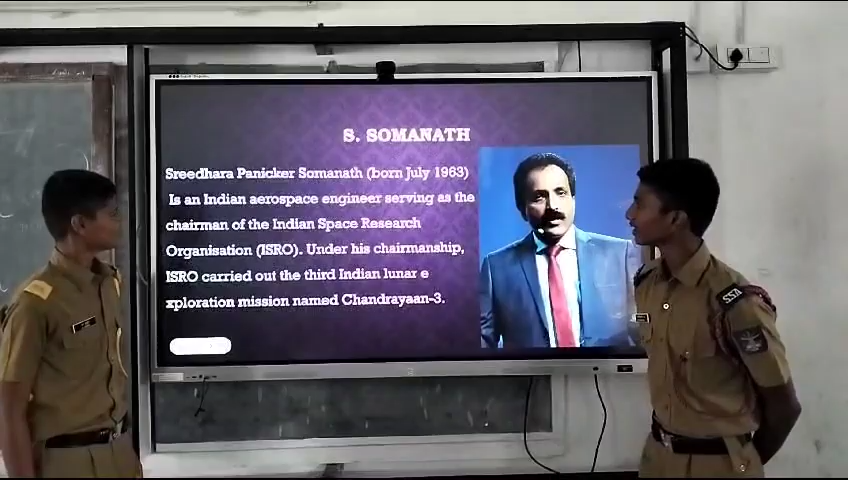 S. SOMANATH
Sreedhara Panicker Somanath (born July 1963)
Is an Indian aerospace engineer serving as the
chairman of the Indian Space Research
Organisation (ISRO). Under his chairmanship,
ISRO carried out the third Indian lunar e
xploration mission named Chandrayaan-3.